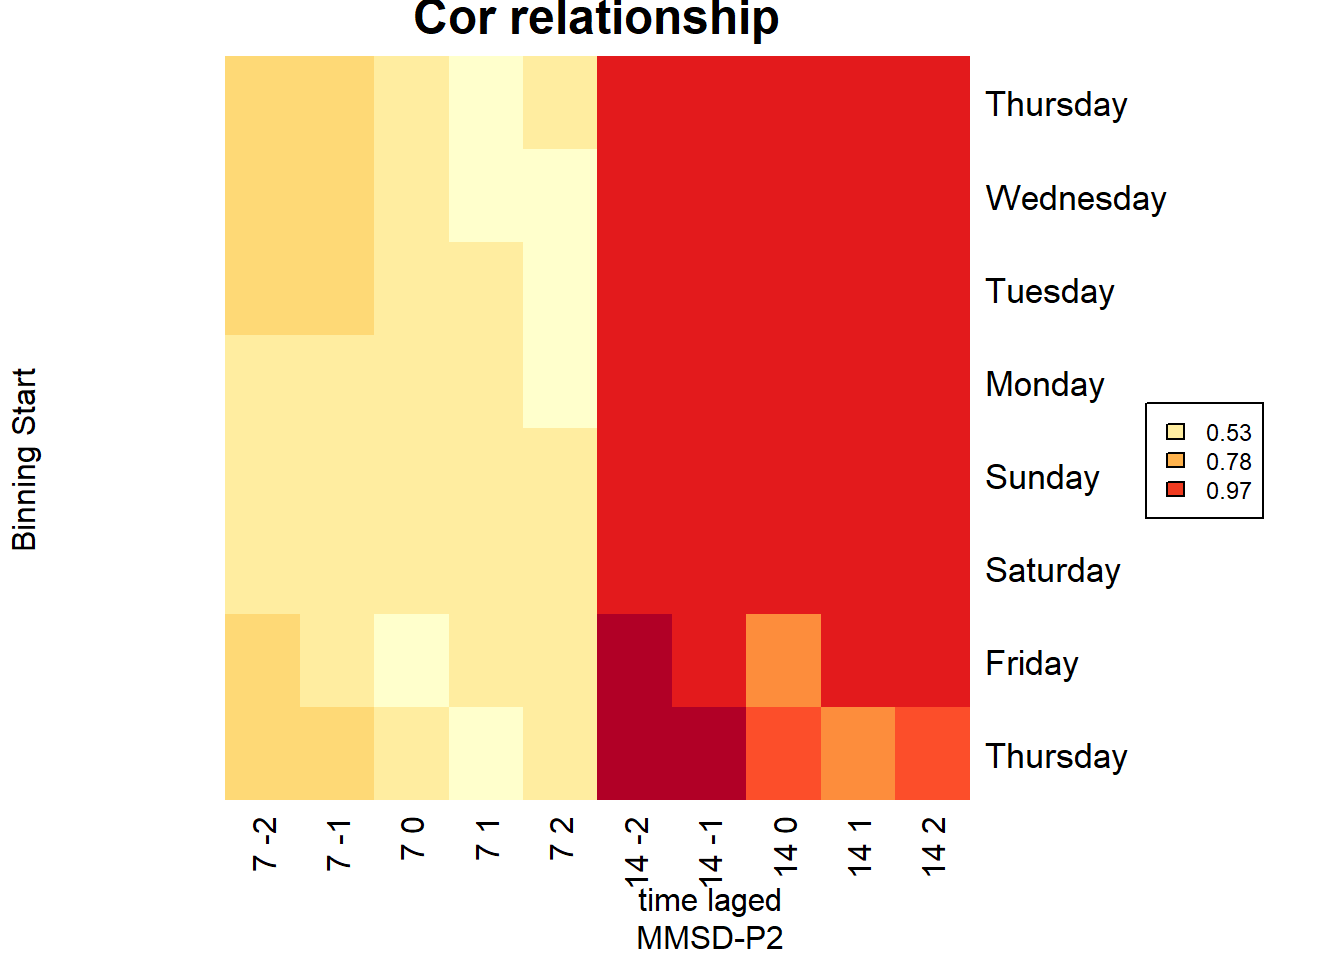 Cor relationship
Thursday
Wednesday
Tuesday
Monday
Sunday
Saturday
Friday
Thursday
Binning Start
0.53
0.78
0.97
7 -2
7 -1
7 0
7 1
7 2
14 -2
14 -1
14 0
14 1
14 2
time laged
MMSD-P2